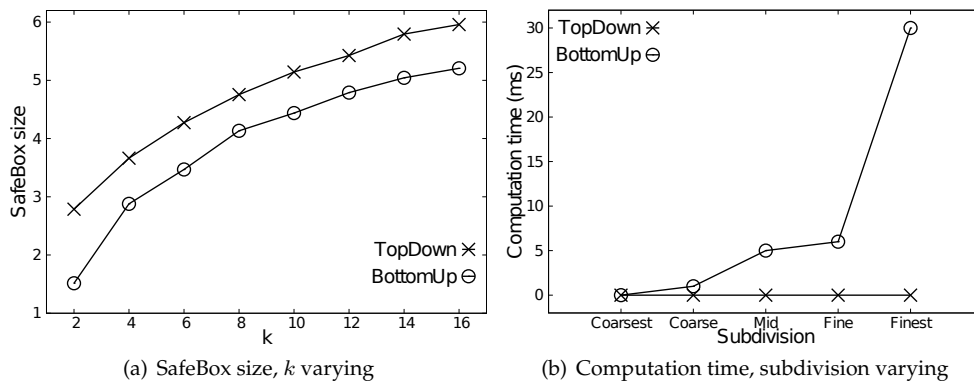 SafeBox size
6
5
4
3
2
1
TopDown
BottomUp
2 4 6 8 10 12 14 16
k
(a) SafeBox size, k varying
Computation time (ms)
30
25
20
15
10
5
0
TopDown
BottomUp
Coarsest Coarse Mid Fine Finest
Subdivision
(b) Computation time, subdivision varying